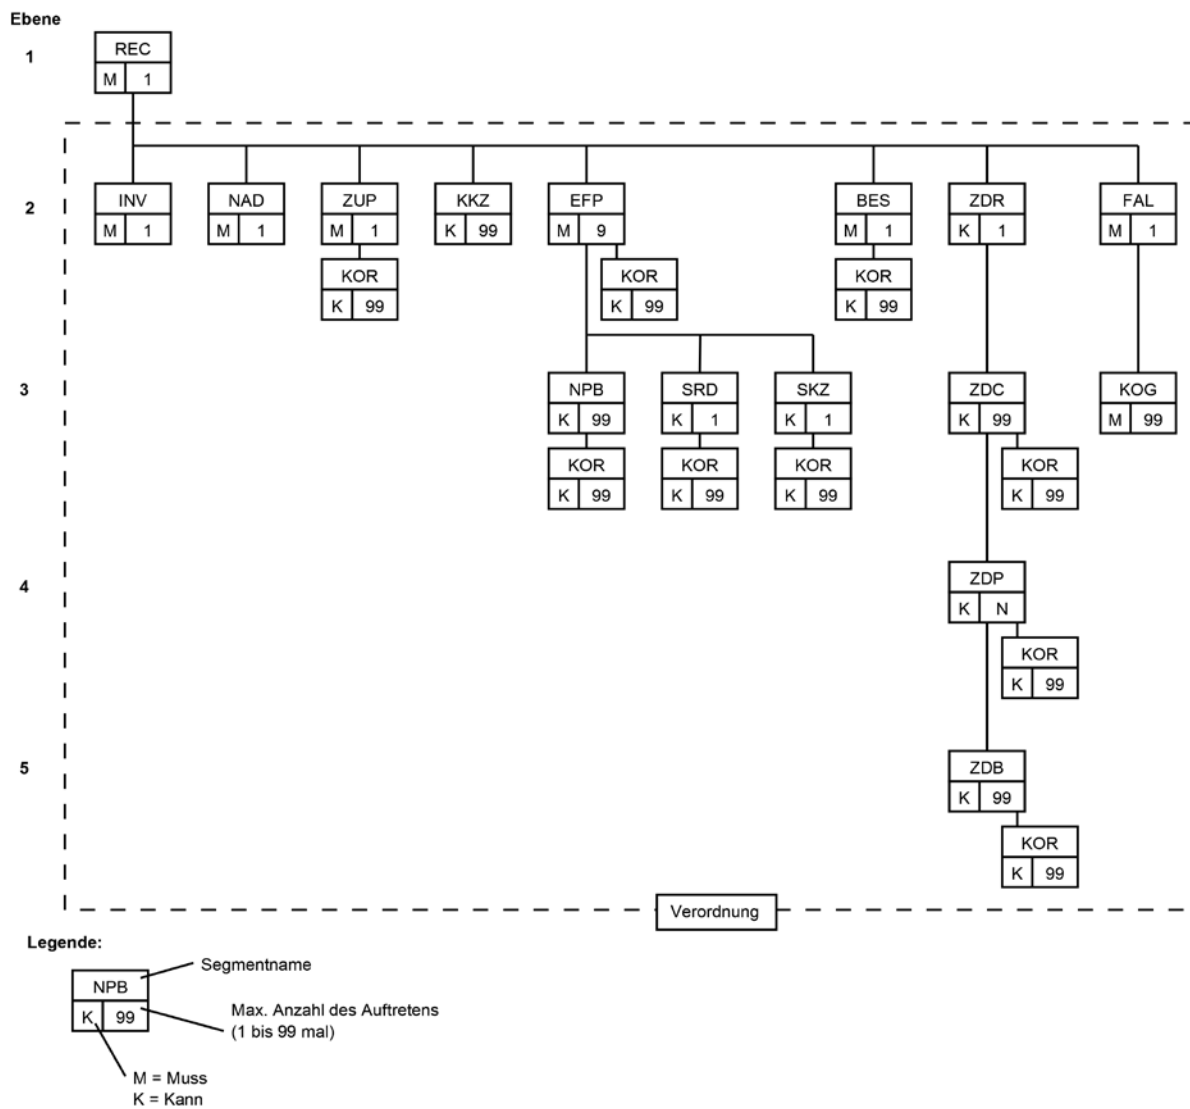 Ebene
1
REC
M 1
2
INV NAD ZUP KKZ EFP BES ZDR FAL
M 1 M 1 M 1 K 99 M 9 M 1 K 1 M 1
KOR KOR KOR
K 99 K 99 K 99
3
NPB SRD SKZ ZDC KOG
K 99 K 1 K 1 K 99 M 99
KOR KOR KOR KOR
K 99 K 99 K 99 K 99
4
ZDP
K N
KOR
K 99
5
ZDB
K 99
KOR
K 99
Verordnung
Legende:
Segmentname
NPB
K 99
Max. Anzahl des Auftretens
(1 bis 99 mal)
M = Muss
K = Kann